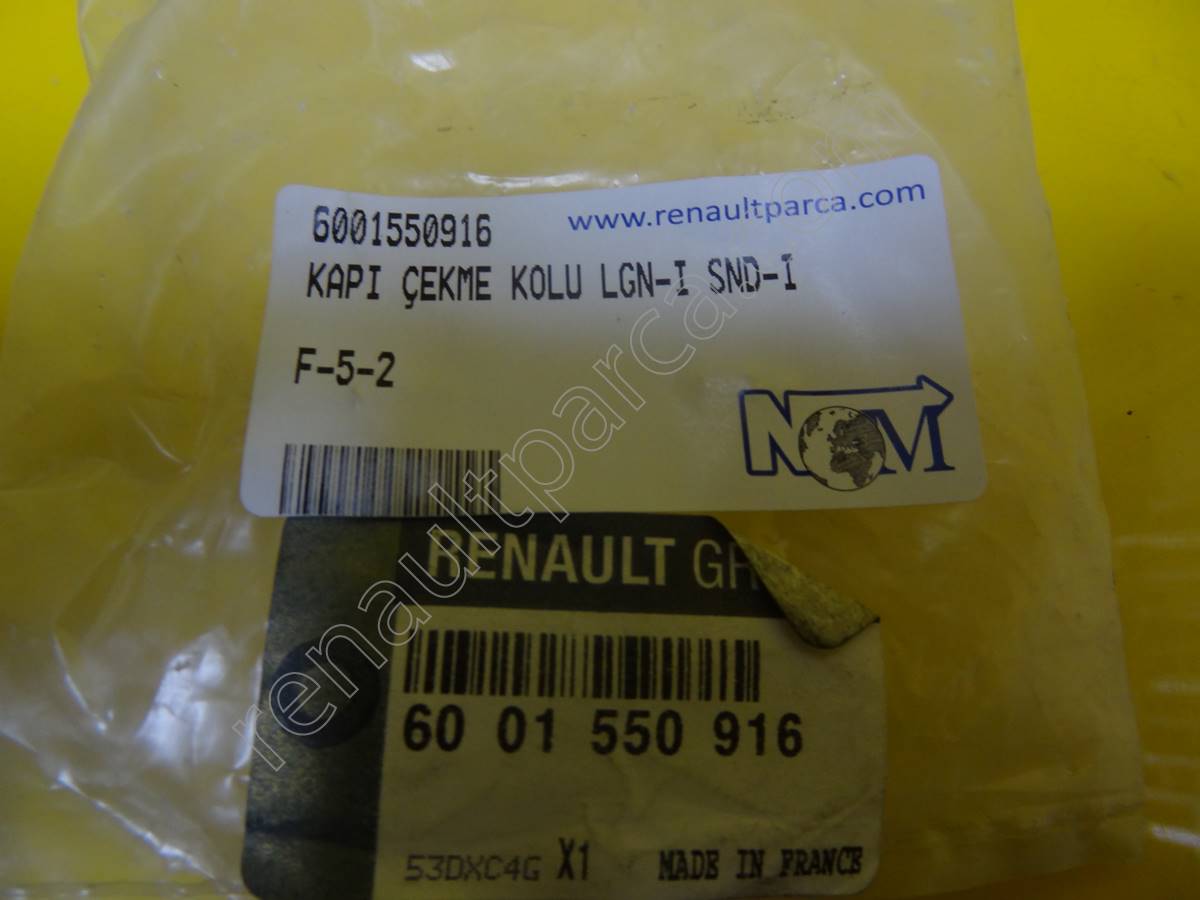 6001550916
www.renaultparca.com
KAPI ÇEKME KOLU LGN-I SND-I
F-5-2
NOM
RENAULT
60 01 550 916
53DXC4G X1 MADE IN FRANCE
renaultparca.com